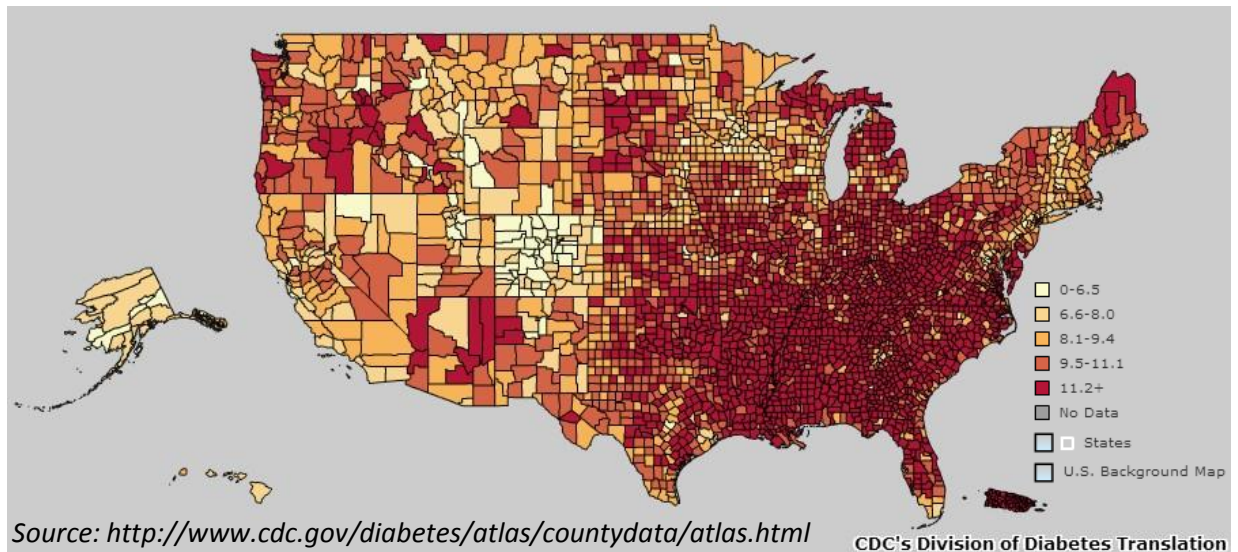 0-6.5
6.6-8.0
8.1-9.4
9.5-11.1
11.2+
No Data
States
U.S. Background Map
Source: http://www.cdc.gov/diabetes/atlas/countydata/atlas.html
CDC's Division of Diabetes Translation